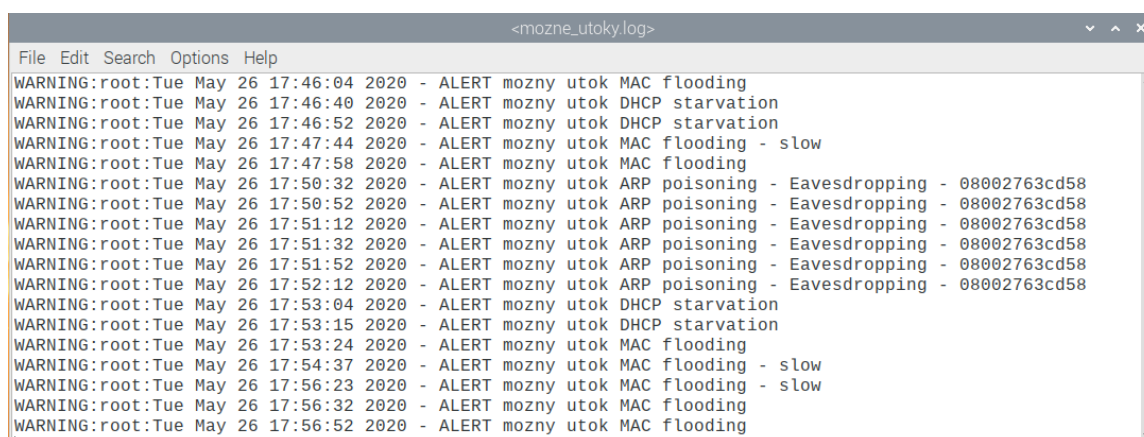 <mozne_utoky.log>
File Edit Search Options Help
WARNING:root:Tue May 26 17:46:04 2020 - ALERT mozny utok MAC flooding
WARNING:root:Tue May 26 17:46:40 2020 - ALERT mozny utok DHCP starvation
WARNING:root:Tue May 26 17:46:52 2020 - ALERT mozny utok DHCP starvation
WARNING:root:Tue May 26 17:47:44 2020 - ALERT mozny utok MAC flooding - slow
WARNING:root:Tue May 26 17:47:58 2020 - ALERT mozny utok MAC flooding
WARNING:root:Tue May 26 17:50:32 2020 - ALERT mozny utok ARP poisoning - Eavesdropping - 08002763cd58
WARNING:root:Tue May 26 17:50:52 2020 - ALERT mozny utok ARP poisoning - Eavesdropping - 08002763cd58
WARNING:root:Tue May 26 17:51:12 2020 - ALERT mozny utok ARP poisoning - Eavesdropping - 08002763cd58
WARNING:root:Tue May 26 17:51:32 2020 - ALERT mozny utok ARP poisoning - Eavesdropping - 08002763cd58
WARNING:root:Tue May 26 17:51:52 2020 - ALERT mozny utok ARP poisoning - Eavesdropping - 08002763cd58
WARNING:root:Tue May 26 17:52:12 2020 - ALERT mozny utok ARP poisoning - Eavesdropping - 08002763cd58
WARNING:root:Tue May 26 17:53:04 2020 - ALERT mozny utok DHCP starvation
WARNING:root:Tue May 26 17:53:15 2020 - ALERT mozny utok DHCP starvation
WARNING:root:Tue May 26 17:53:24 2020 - ALERT mozny utok MAC flooding
WARNING:root:Tue May 26 17:54:37 2020 - ALERT mozny utok MAC flooding - slow
WARNING:root:Tue May 26 17:56:23 2020 - ALERT mozny utok MAC flooding - slow
WARNING:root:Tue May 26 17:56:32 2020 - ALERT mozny utok MAC flooding
WARNING:root:Tue May 26 17:56:52 2020 - ALERT mozny utok MAC flooding